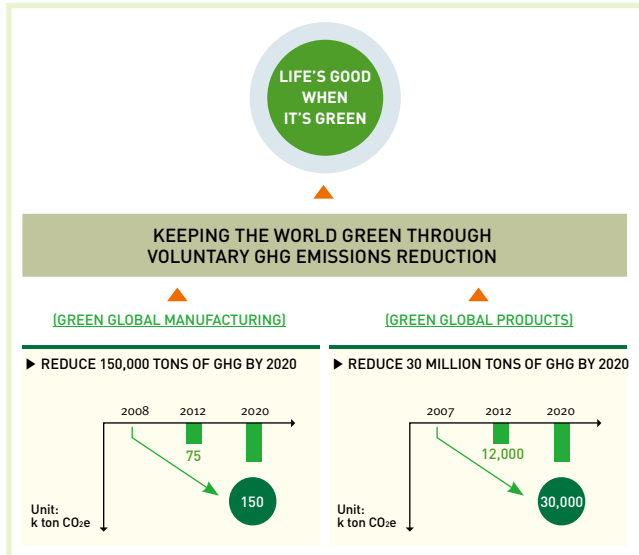 LIFE'S GOOD
WHEN
IT'S GREEN
KEEPING THE WORLD GREEN THROUGH
VOLUNTARY GHG EMISSIONS REDUCTION
(GREEN GLOBAL MANUFACTURING)
▶ REDUCE 150,000 TONS OF GHG BY 2020
2008 2012 2020
75
150
Unit:
k ton CO₂e
(GREEN GLOBAL PRODUCTS)
▶ REDUCE 30 MILLION TONS OF GHG BY 2020
2007 2012 2020
12,000
30,000
Unit:
k ton CO₂e